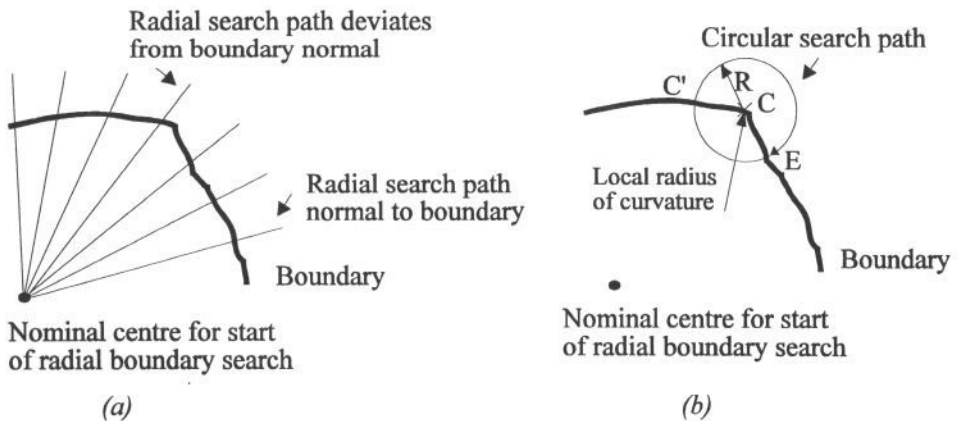 Radial search path deviates
from boundary normal
Radial search path
normal to boundary
Boundary
Nominal centre for start
of radial boundary search
(a)
Circular search path
C'
R
C
E
Local radius
of curvature
Boundary
Nominal centre for start
of radial boundary search
(b)